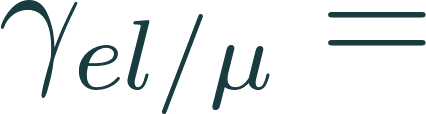 γel/μ =